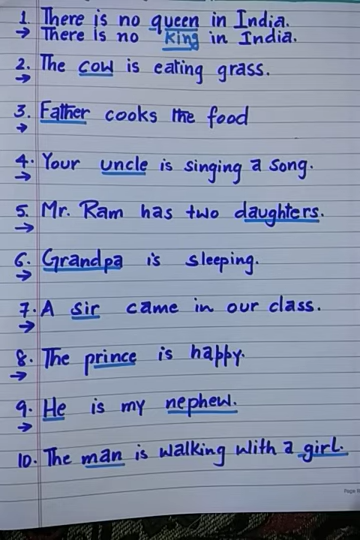 1. There is no queen in India.
→ There is no king in India.
2. The cow is eating grass.
→
3. Father cooks the food
→
4. Your uncle is singing a song.
→
5. Mr. Ram has two daughters.
→
6. Grandpa is sleeping.
→
7. A sir came in our class.
→
8. The prince is happy.
→
9. He is my nephew.
→
10. The man is walking with a girl.
Page